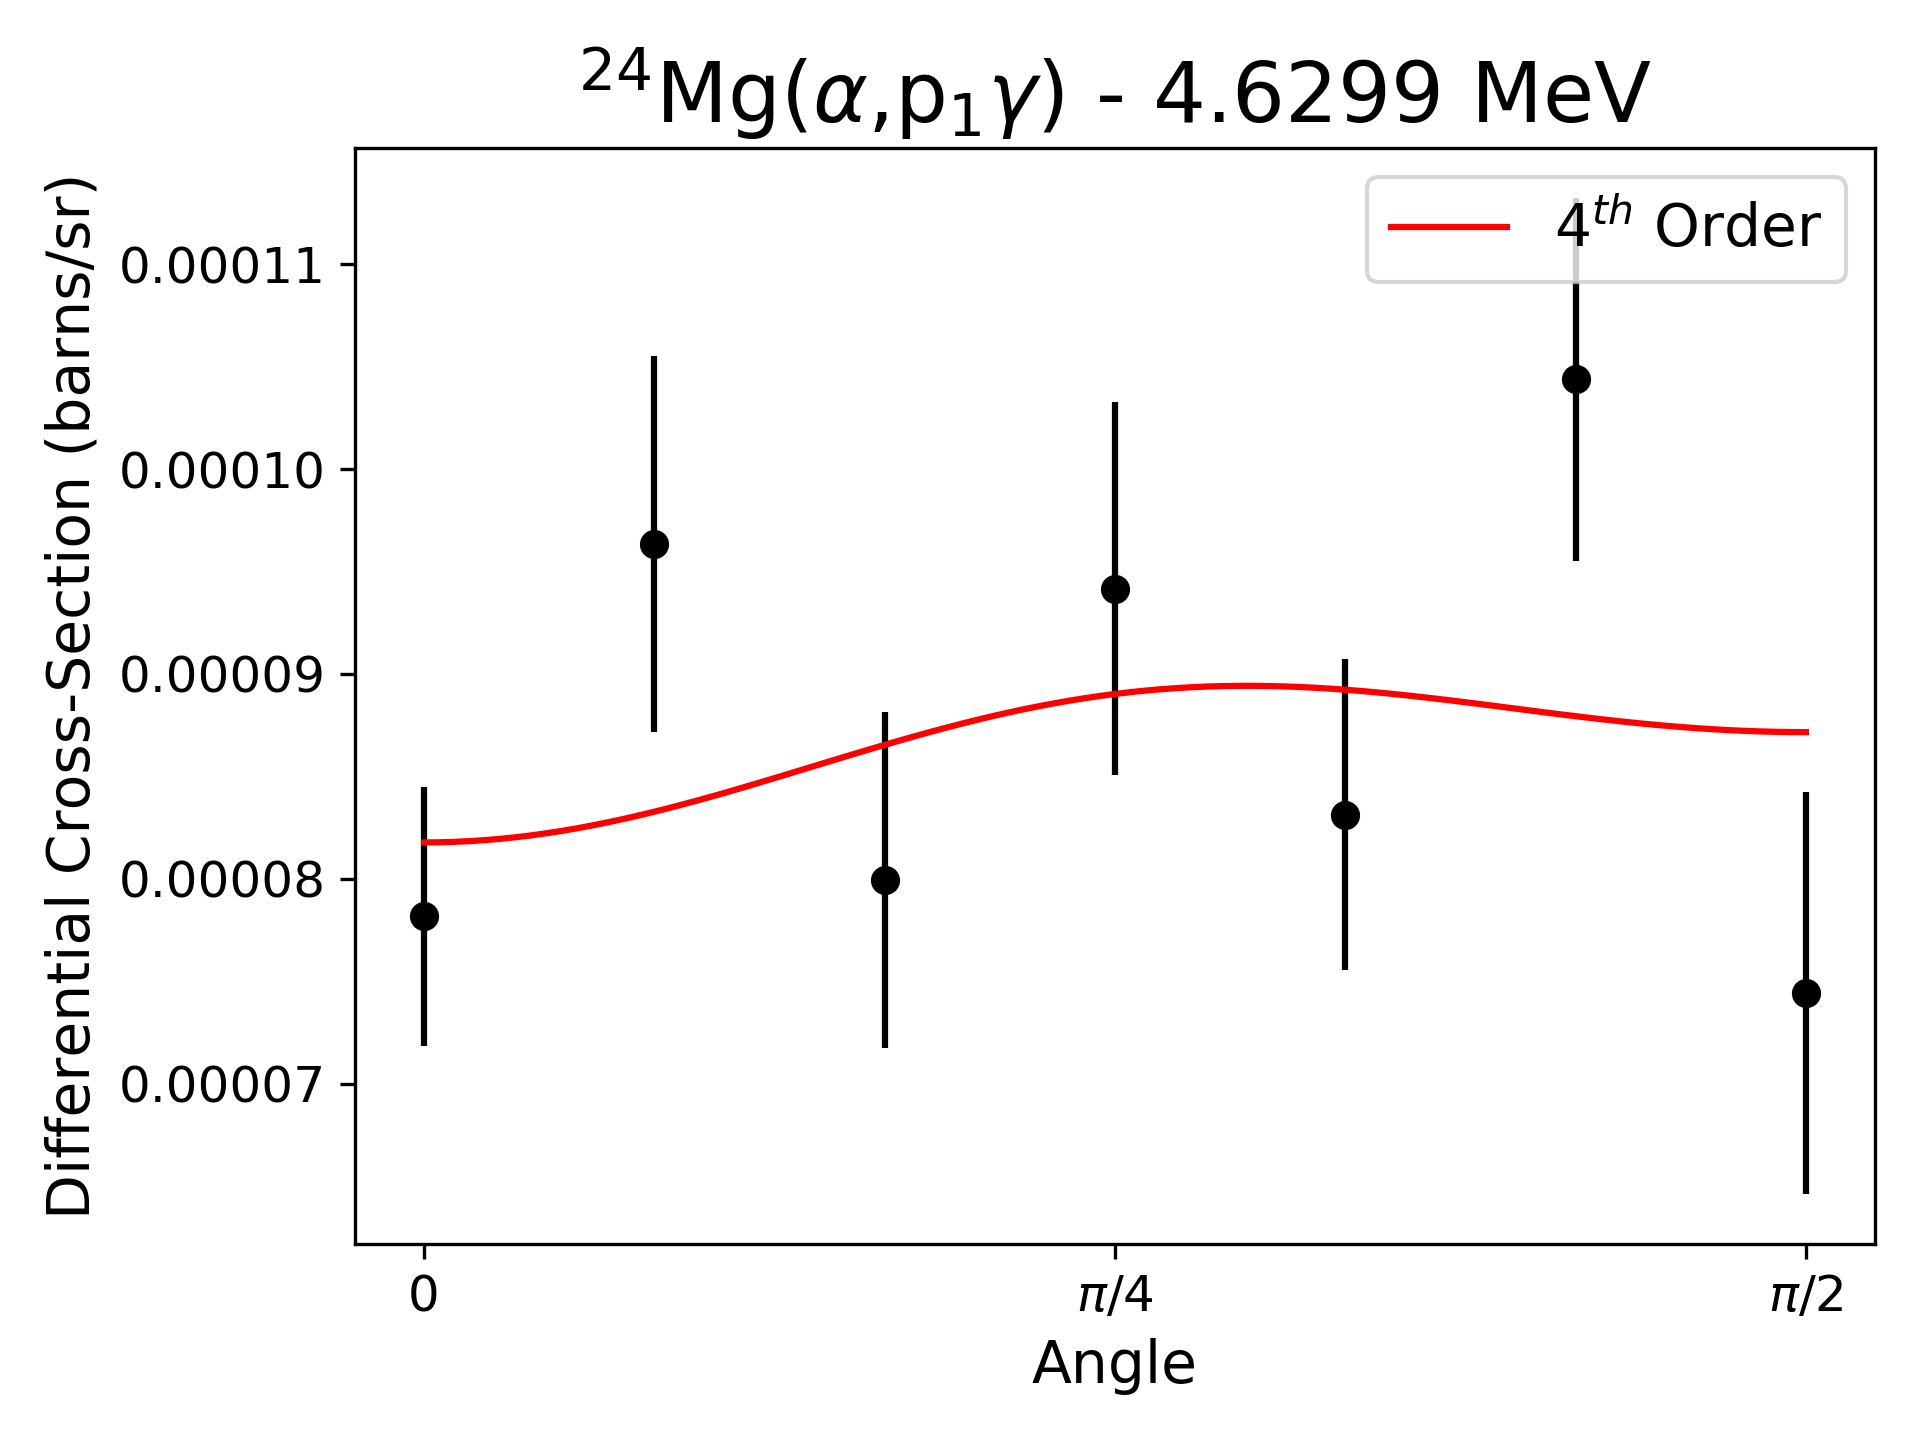 ²⁴Mg(α,p₁γ) - 4.6299 MeV
4ᵗʰ Order
Differential Cross-Section (barns/sr)
0.00011
0.00010
0.00009
0.00008
0.00007
0 π/4 π/2
Angle